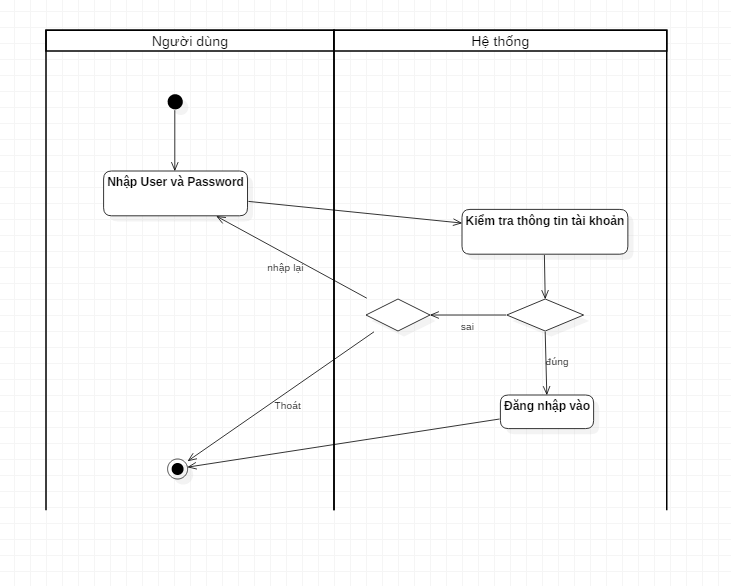 Người dùng
Hệ thống
Nhập User và Password
Kiểm tra thông tin tài khoản
nhập lại
sai
đúng
Thoát
Đăng nhập vào